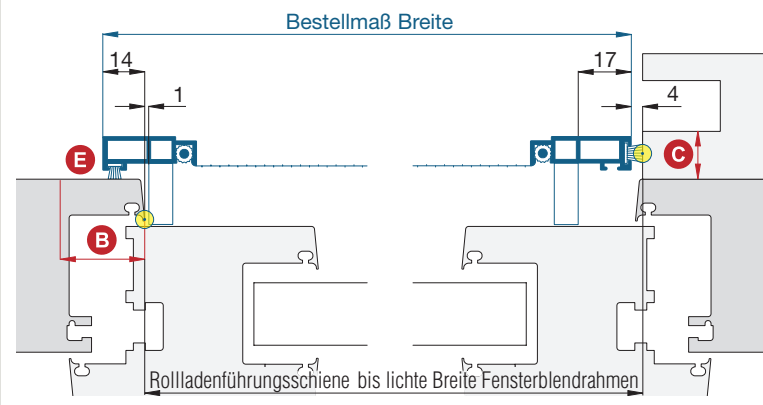 Bestellmaß Breite
14
17
1
4
E
C
B
Rollladenführungsschiene bis lichte Breite Fensterblendrahmen